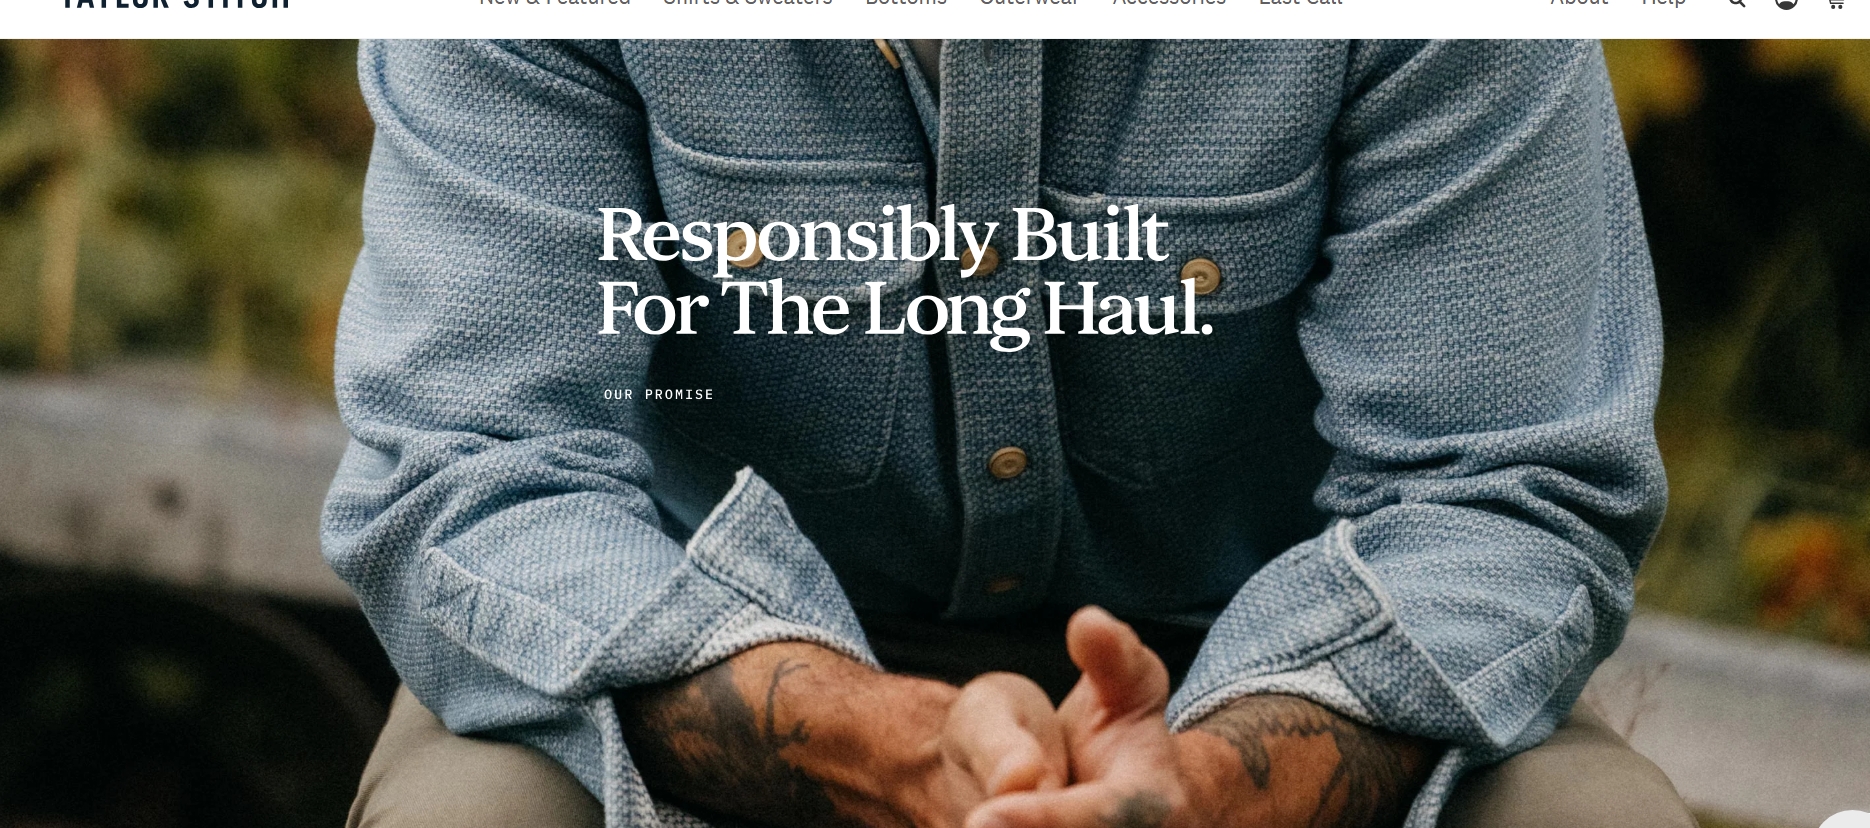 TAYLOR STITCH
New & Featured Shirts & Sweaters Bottoms Outerwear Accessories Last Call About Help
Responsibly Built
For The Long Haul.
OUR PROMISE